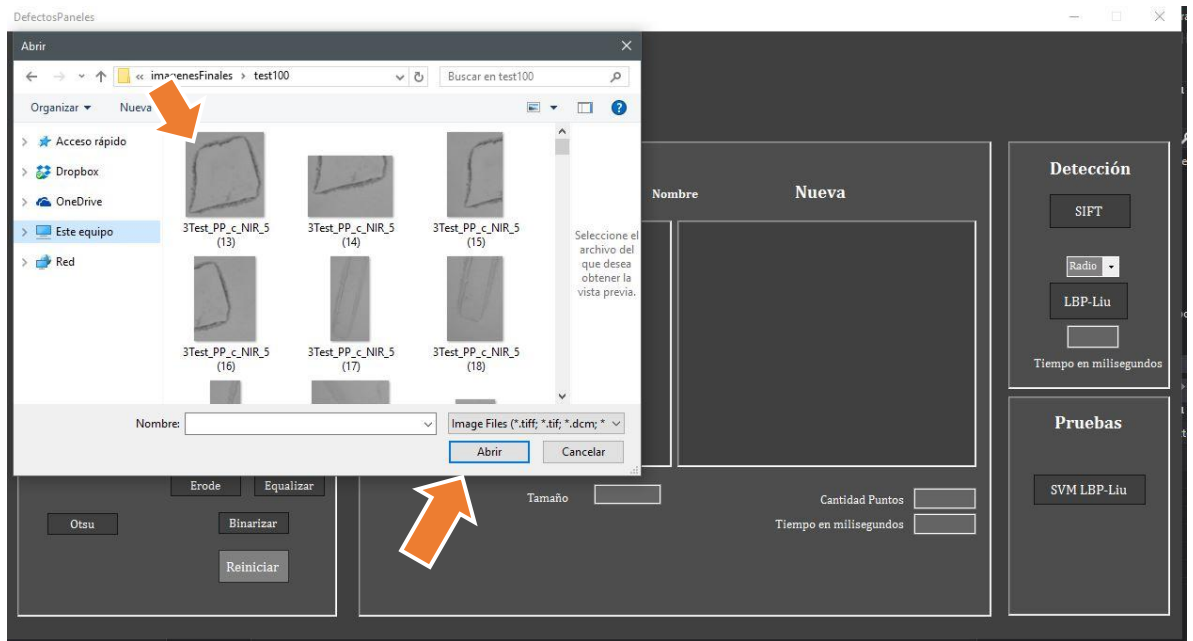 DefectosPaneles
Abrir
« imagenesFinales › test100
Buscar en test100
Organizar
Nueva
Acceso rápido
Dropbox
OneDrive
Este equipo
Red
3Test_PP_c_NIR_5 (13)
3Test_PP_c_NIR_5 (14)
3Test_PP_c_NIR_5 (15)
3Test_PP_c_NIR_5 (16)
3Test_PP_c_NIR_5 (17)
3Test_PP_c_NIR_5 (18)
Seleccione el
archivo del
que desea
obtener la
vista previa.
Nombre:
Image Files (*.tiff; *.tif; *.dcm; *
Abrir
Cancelar
Nombre
Nueva
Erode
Equalizar
Otsu
Binarizar
Reiniciar
Tamaño
Cantidad Puntos
Tiempo en milisegundos
Detección
SIFT
Radio
LBP-Liu
Tiempo en milisegundos
Pruebas
SVM LBP-Liu